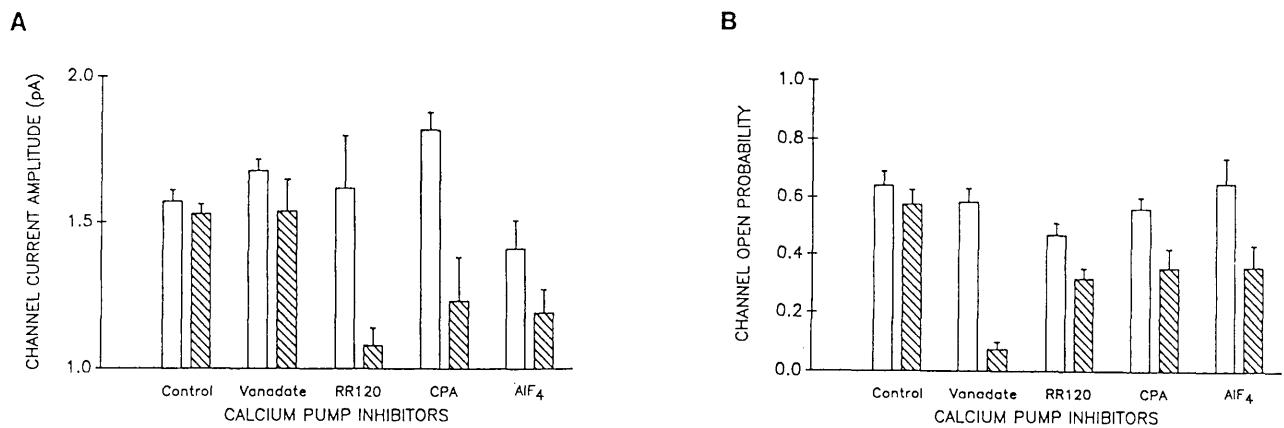 A
CHANNEL CURRENT AMPLITUDE (pA)
2.0
1.5
1.0
Control Vanadate RR120 CPA AlF4
CALCIUM PUMP INHIBITORS
B
CHANNEL OPEN PROBABILITY
1.0
0.8
0.6
0.4
0.2
0.0
Control Vanadate RR120 CPA AlF4
CALCIUM PUMP INHIBITORS